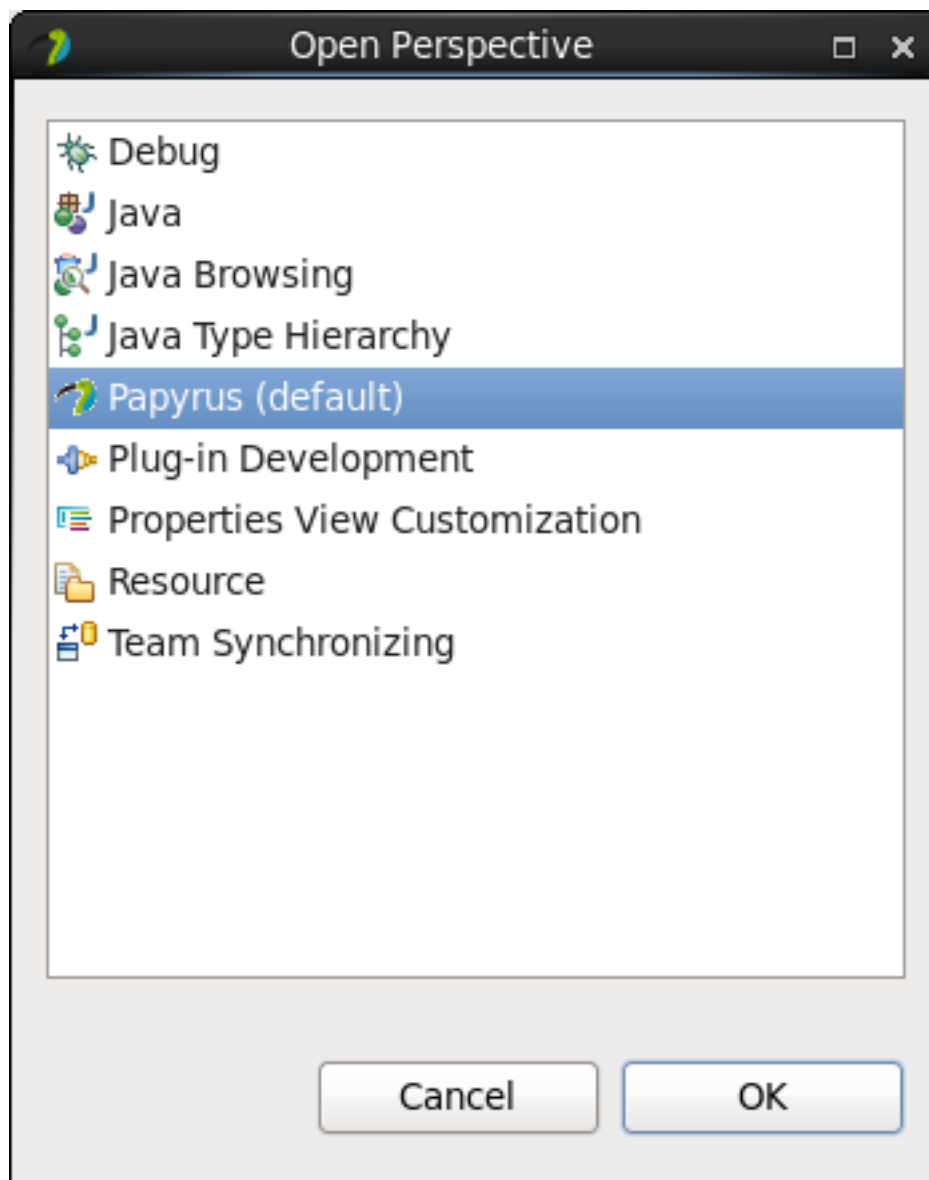 Open Perspective
Debug
Java
Java Browsing
Java Type Hierarchy
Papyrus (default)
Plug-in Development
Properties View Customization
Resource
Team Synchronizing
Cancel
OK